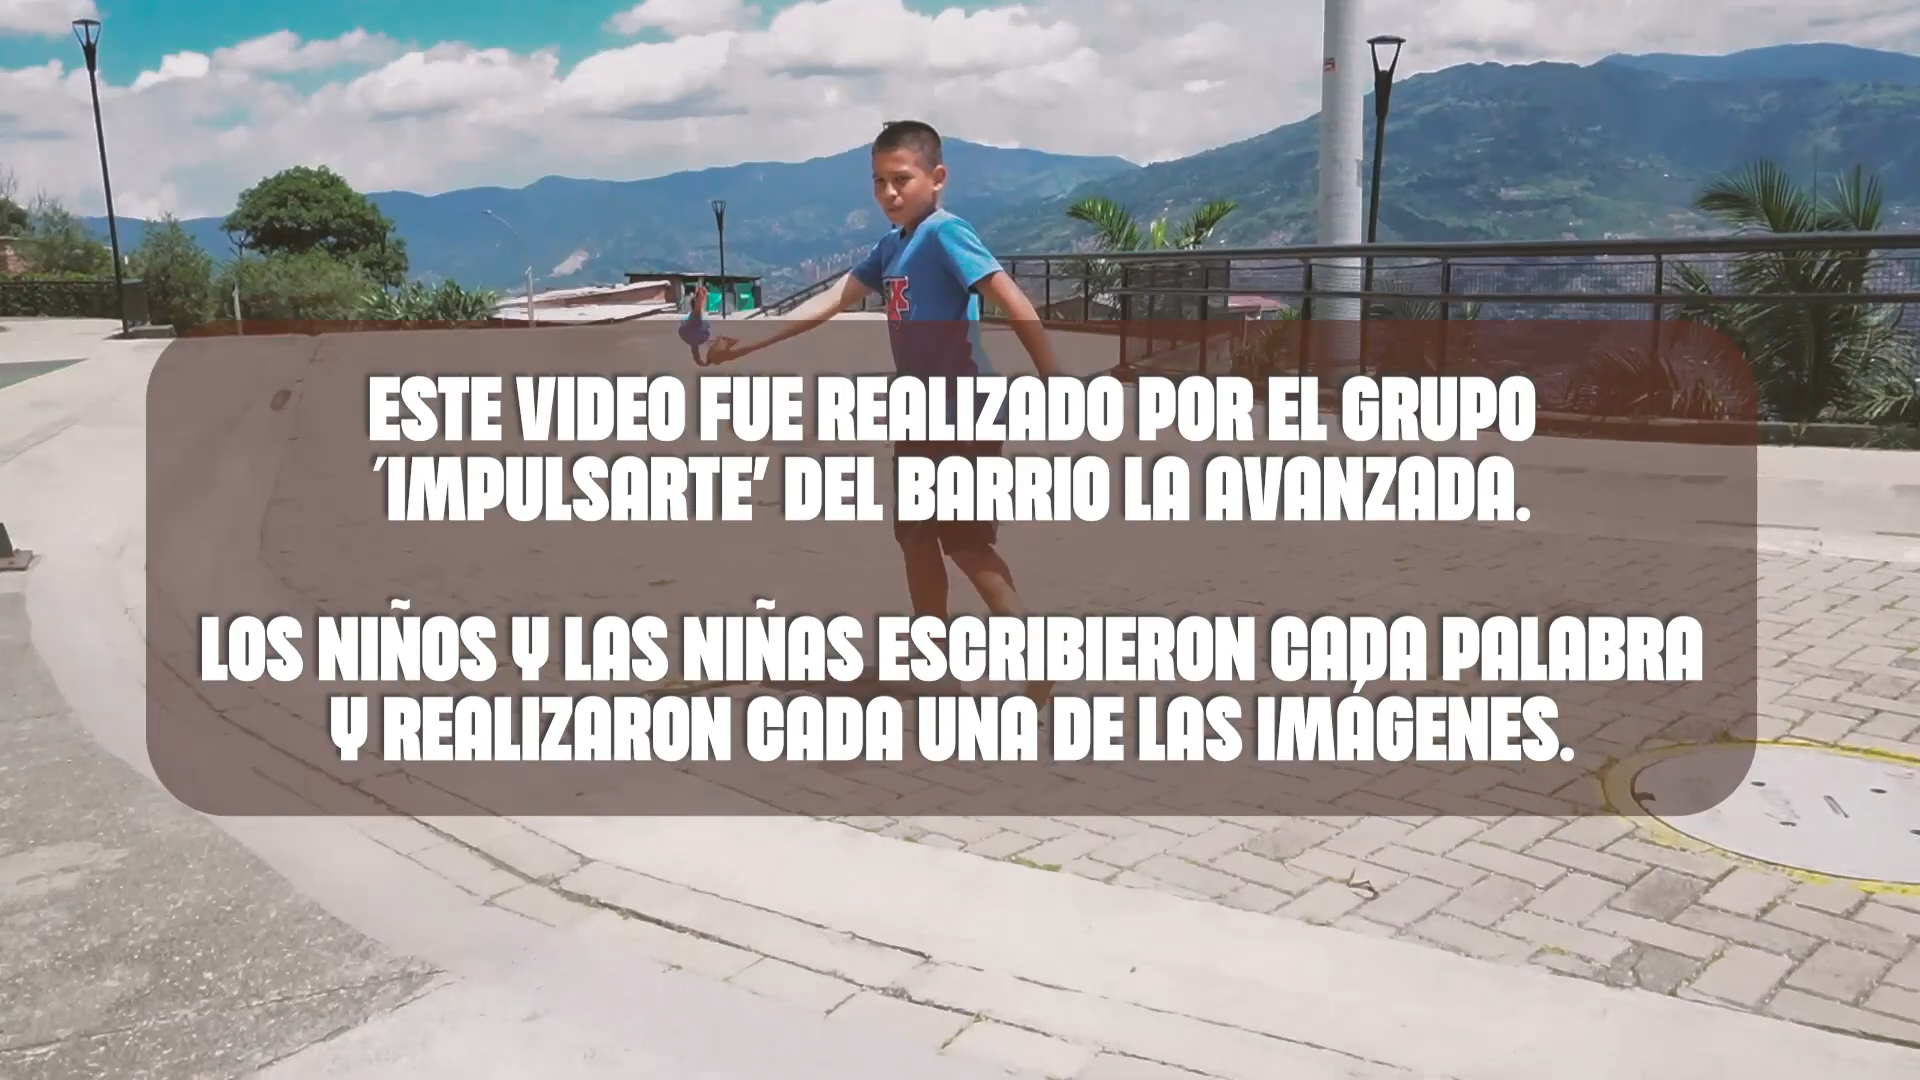 ESTE VIDEO FUE REALIZADO POR EL GRUPO
'IMPULSARTE' DEL BARRIO LA AVANZADA.
LOS NIÑOS Y LAS NIÑAS ESCRIBIERON CADA PALABRA
Y REALIZARON CADA UNA DE LAS IMÁGENES.